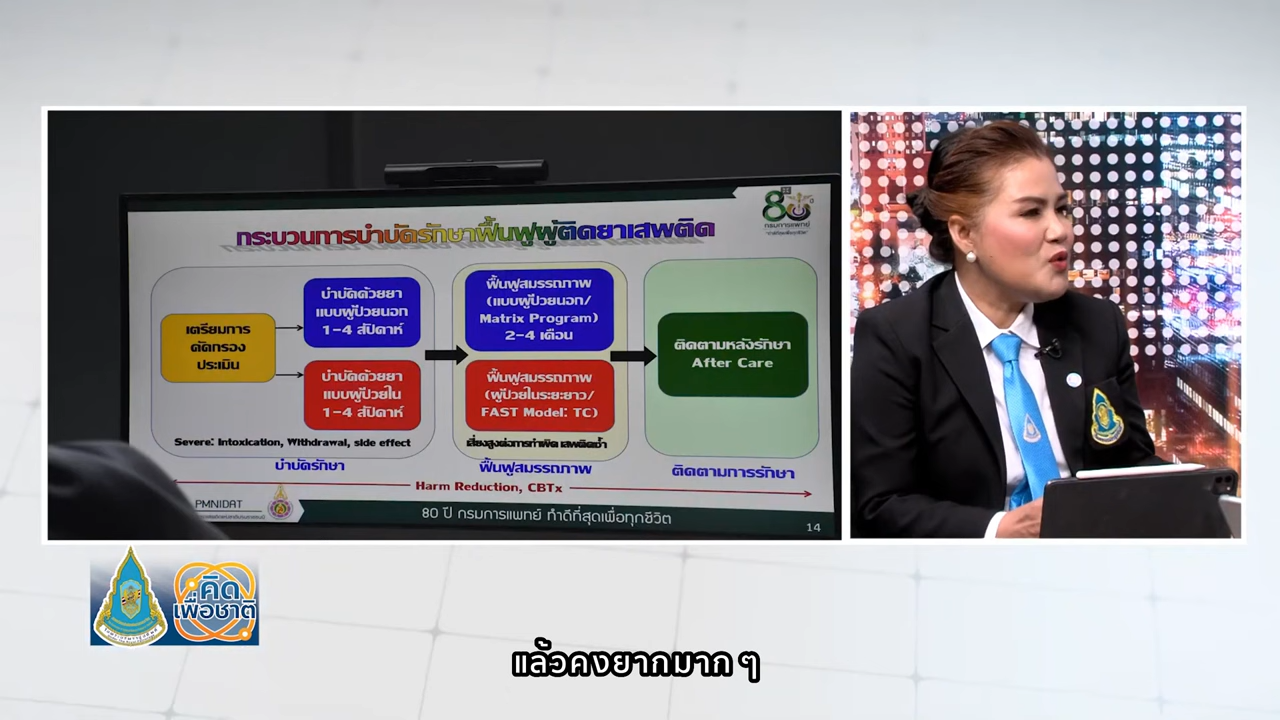 80
กรมการแพทย์
กระบวนการบำบัดรักษาฟื้นฟูผู้ติดยาเสพติด
เตรียมการ
คัดกรอง
ประเมิน
บำบัดด้วยยา
แบบผู้ป่วยนอก
1-4 สัปดาห์
บำบัดด้วยยา
แบบผู้ป่วยใน
1-4 สัปดาห์
Severe: Intoxication, Withdrawal, side effect
บำบัดรักษา
ฟื้นฟูสมรรถภาพ
(แบบผู้ป่วยนอก/
Matrix Program)
2-4 เดือน
ฟื้นฟูสมรรถภาพ
(ผู้ป่วยในระยะยาว/
FAST Model: TC)
เสี่ยงสูงต่อการทำผิด เสพติดซ้ำ
ฟื้นฟูสมรรถภาพ
ติดตามหลังรักษา
After Care
ติดตามการรักษา
Harm Reduction, CBTx
PMNIDAT
80 ปี กรมการแพทย์ ทำดีที่สุดเพื่อทุกชีวิต
14
คิด
เพื่อชาติ
แล้วคงยากมาก ๆ